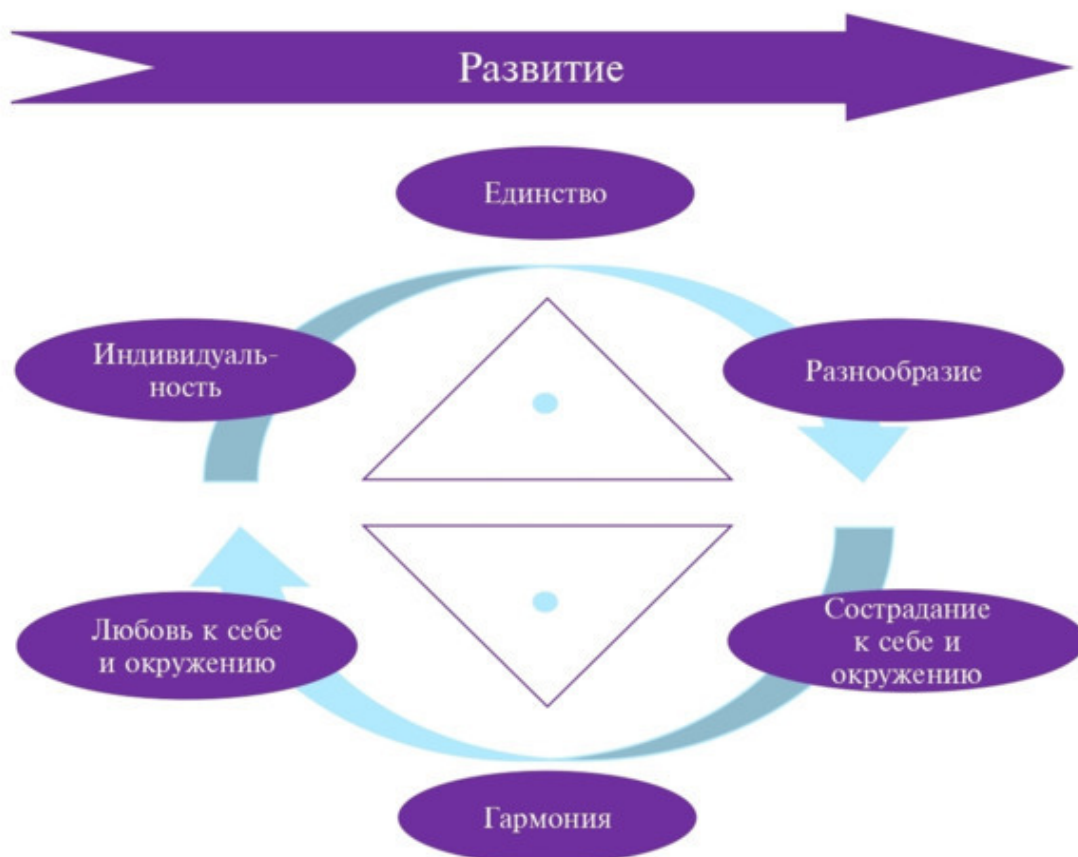 Развитие
Единство
Индивидуаль-
ность
Разнообразие
Любовь к себе
и окружению
Сострадание
к себе и
окружению
Гармония